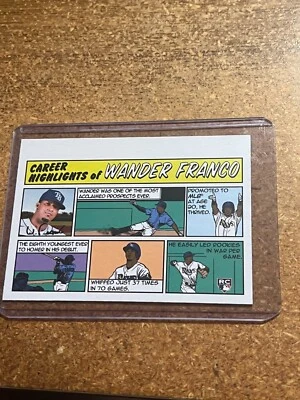 CAREER
HIGHLIGHTS of WANDER FRANCO
WANDER WAS ONE OF THE MOST
ACCLAIMED PROSPECTS EVER.
PROMOTED TO
MLB
AT AGE
20, HE
THRIVED.
THE EIGHTH YOUNGEST EVER
TO HOMER IN HIS DEBUT.
WHIFFED JUST 37 TIMES
IN 70 GAMES.
HE EASILY LED ROOKIES
IN WAR PER
GAME.
RC